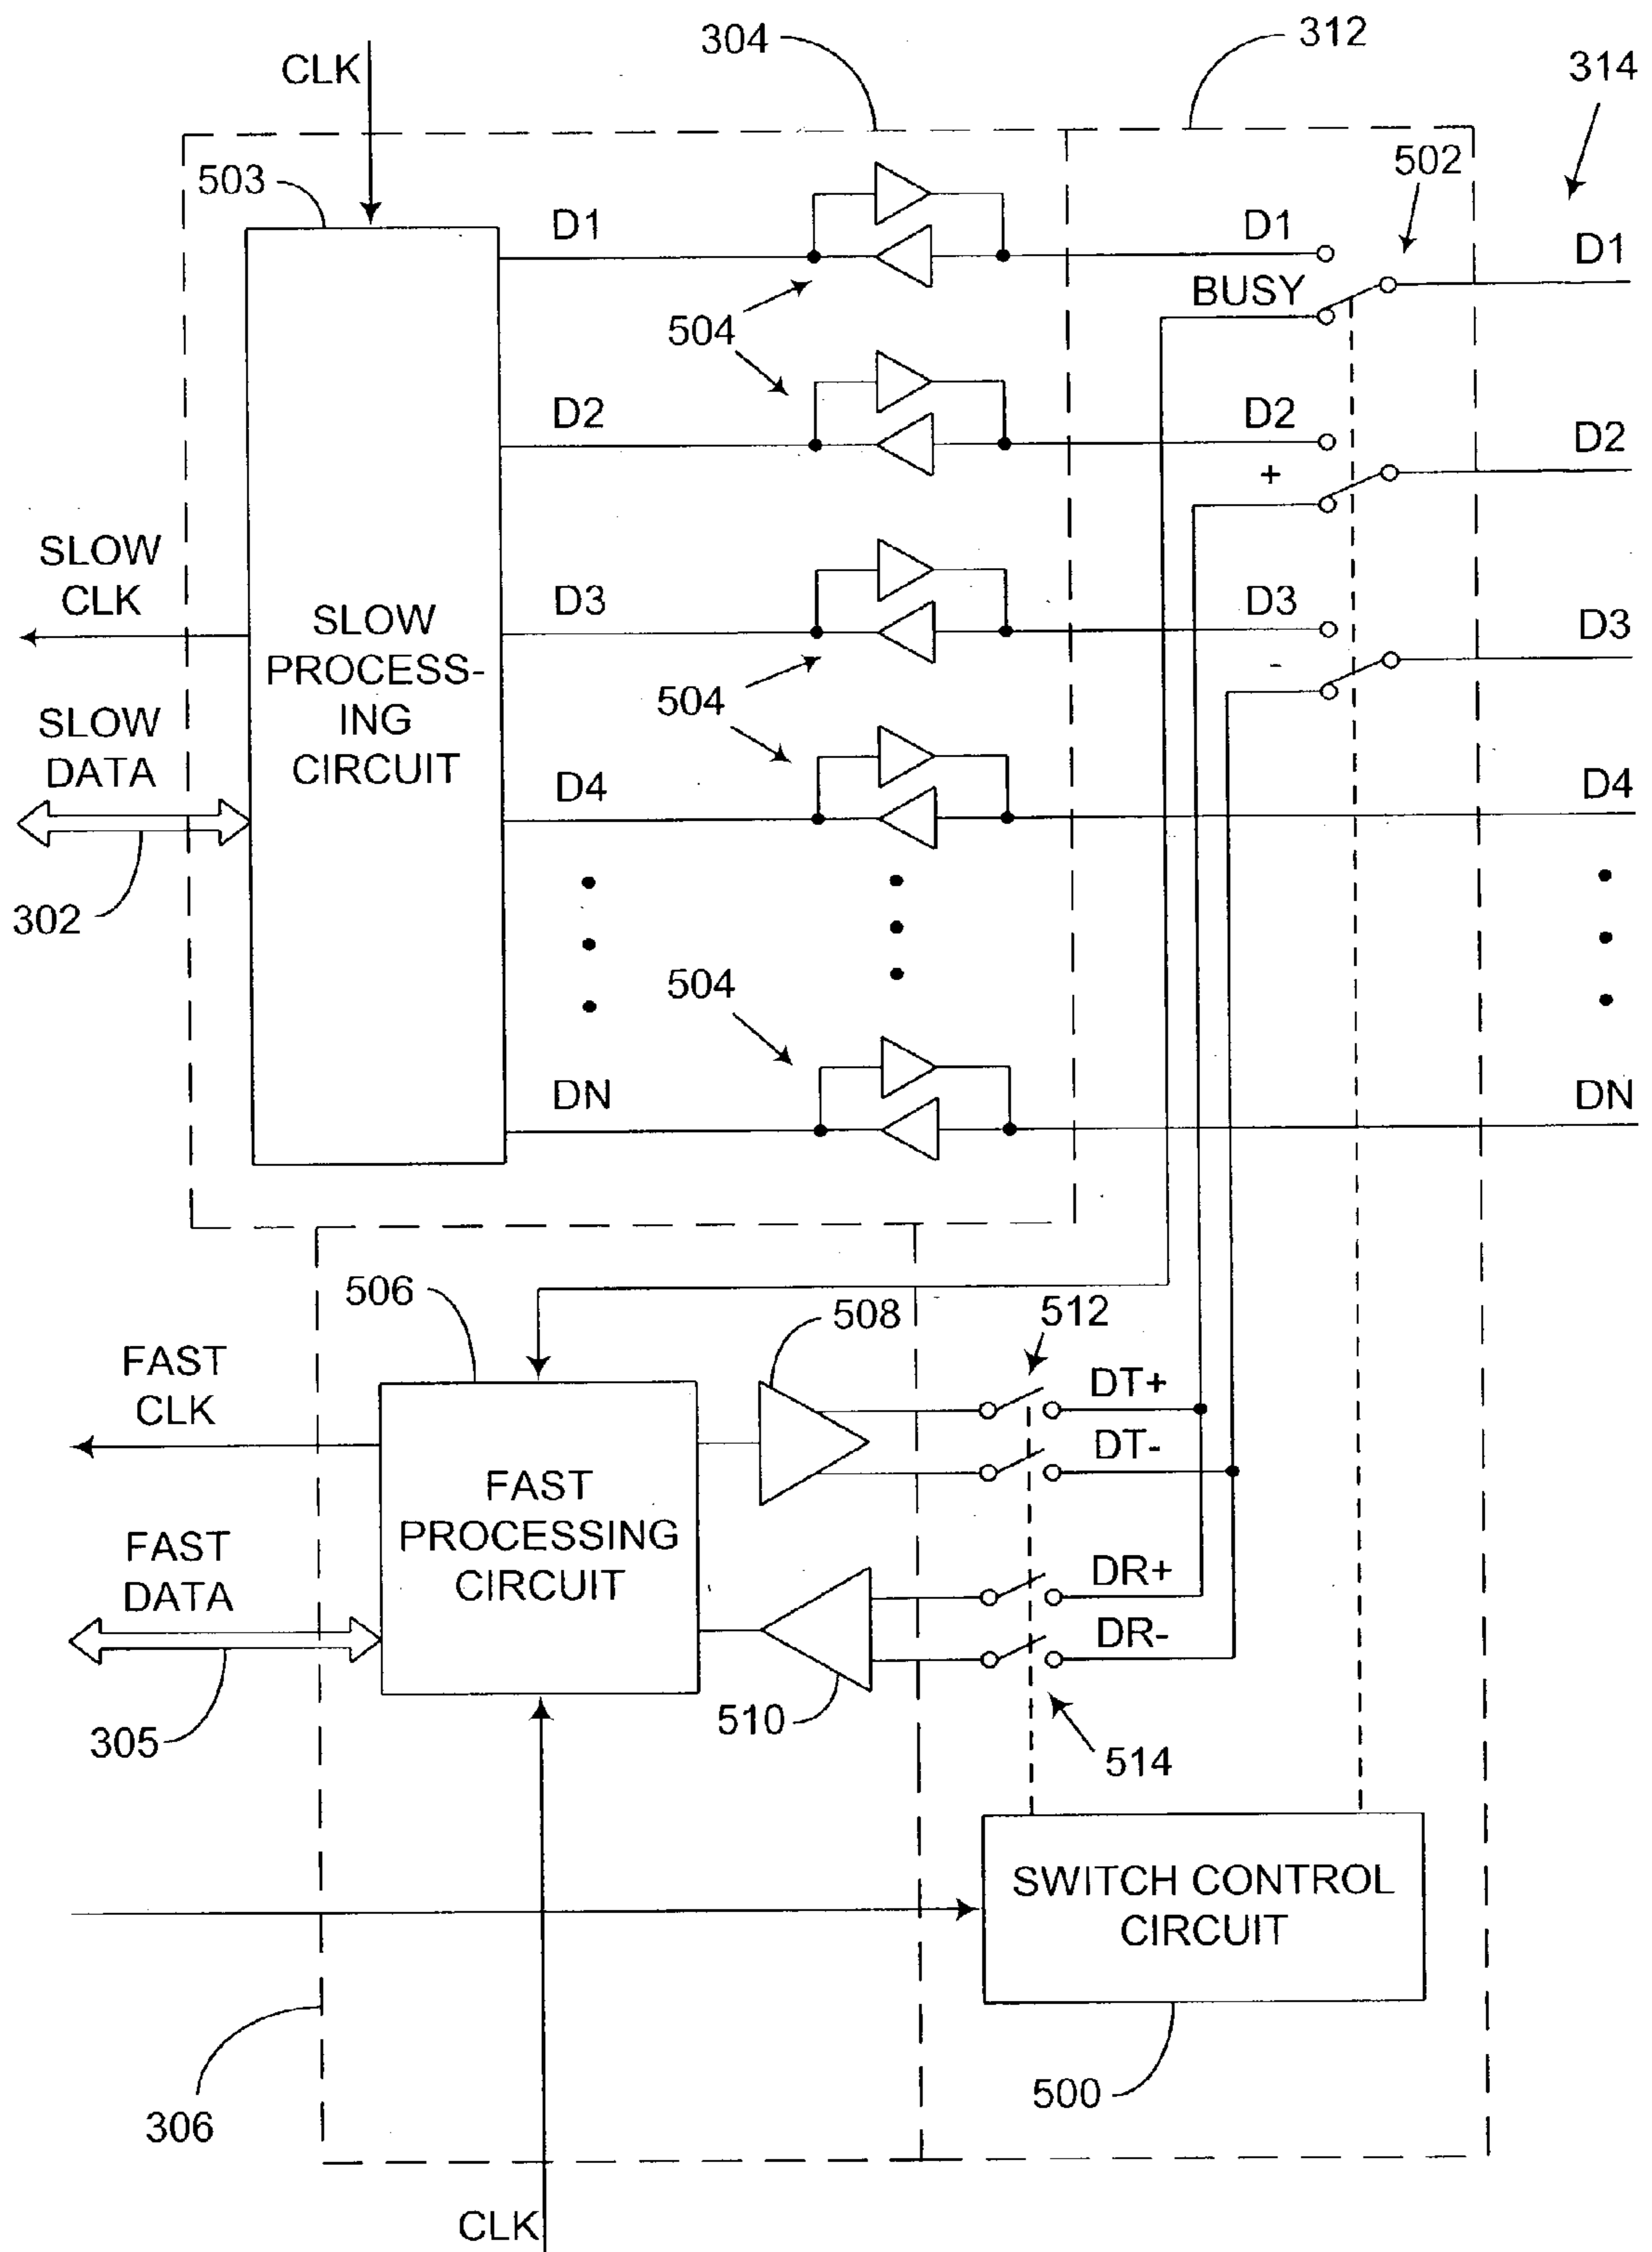 304
312
314
CLK
502
503
D1
D1
D1
BUSY
504
D2
D2
D2
+
SLOW
CLK
D3
D3
D3
-
SLOW
PROCESS-
ING
CIRCUIT
504
SLOW
DATA
D4
D4
302
504
DN
DN
506
508
512
FAST
CLK
DT+
DT-
FAST
PROCESSING
CIRCUIT
FAST
DATA
DR+
DR-
510
305
514
SWITCH CONTROL
CIRCUIT
500
306
CLK